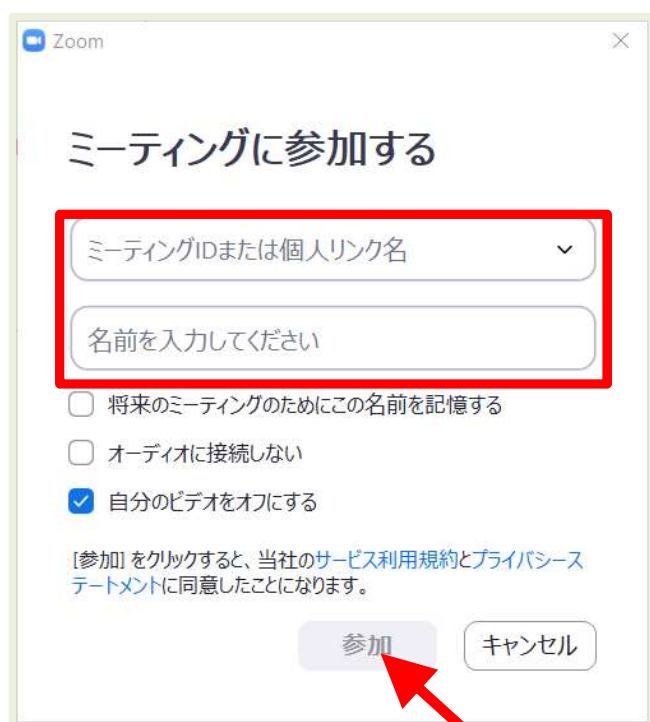 Zoom
ミーティングに参加する
ミーティングIDまたは個人リンク名
名前を入力してください
将来のミーティングのためにこの名前を記憶する
オーディオに接続しない
自分のビデオをオフにする
[参加] をクリックすると、当社のサービス利用規約とプライバシース
テートメントに同意したことになります。
参加 キャンセル